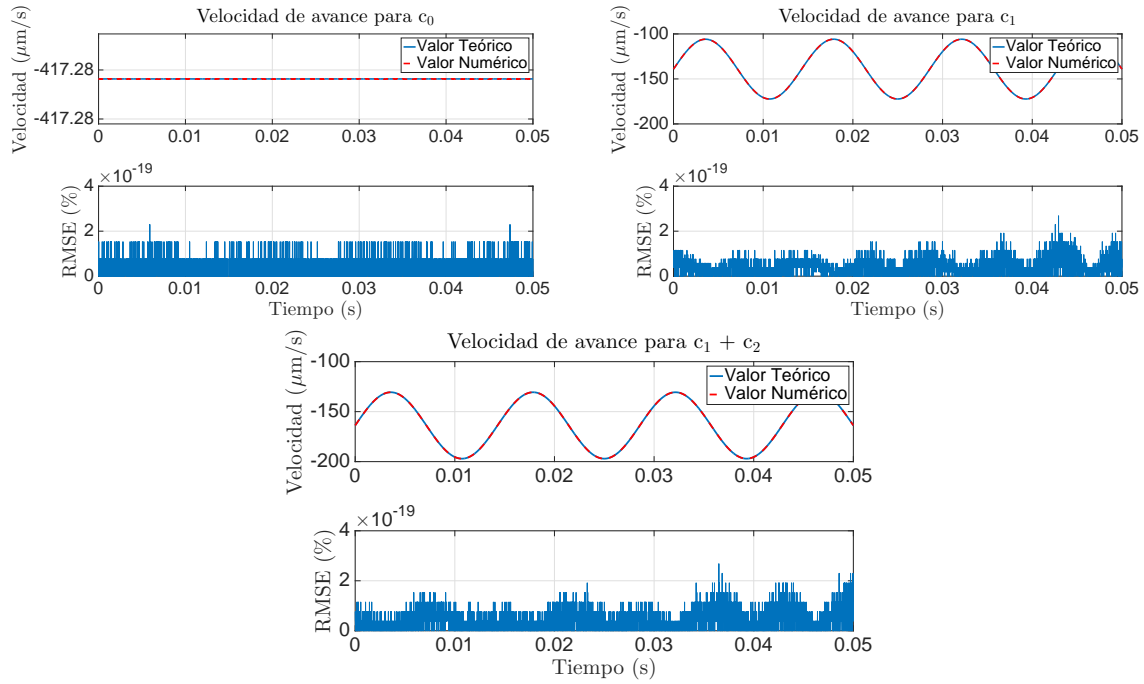 Velocidad de avance para c₀
Velocidad (μm/s)
-417.28
-417.28
Valor Teórico
Valor Numérico
0 0.01 0.02 0.03 0.04 0.05
×10⁻¹⁹
RMSE (%)
4
2
0
0 0.01 0.02 0.03 0.04 0.05
Tiempo (s)
Velocidad de avance para c₁
Velocidad (μm/s)
-100
-150
-200
Valor Teórico
Valor Numérico
0 0.01 0.02 0.03 0.04 0.05
×10⁻¹⁹
RMSE (%)
4
2
0
0 0.01 0.02 0.03 0.04 0.05
Tiempo (s)
Velocidad de avance para c₁ + c₂
Velocidad (μm/s)
-100
-150
-200
Valor Teórico
Valor Numérico
0 0.01 0.02 0.03 0.04 0.05
×10⁻¹⁹
RMSE (%)
4
2
0
0 0.01 0.02 0.03 0.04 0.05
Tiempo (s)